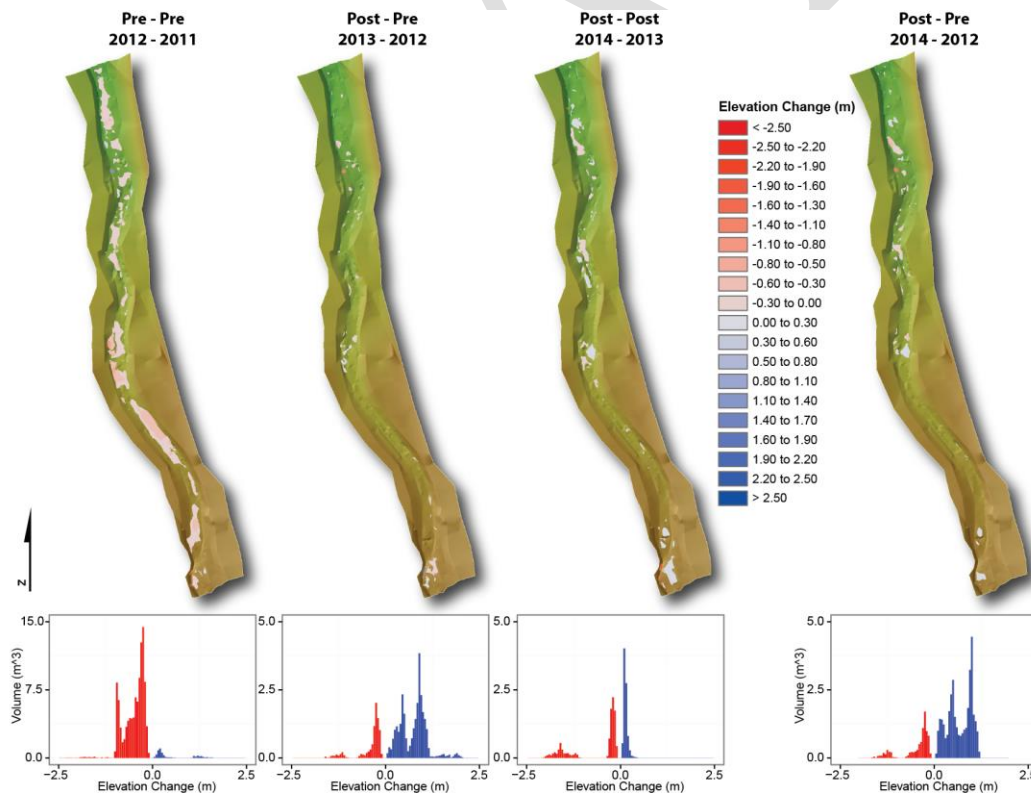 Pre - Pre
2012 - 2011
Post - Pre
2013 - 2012
Post - Post
2014 - 2013
Post - Pre
2014 - 2012
Elevation Change (m)
< -2.50
-2.50 to -2.20
-2.20 to -1.90
-1.90 to -1.60
-1.60 to -1.30
-1.40 to -1.10
-1.10 to -0.80
-0.80 to -0.50
-0.60 to -0.30
-0.30 to 0.00
0.00 to 0.30
0.30 to 0.60
0.50 to 0.80
0.80 to 1.10
1.10 to 1.40
1.40 to 1.70
1.60 to 1.90
1.90 to 2.20
2.20 to 2.50
> 2.50
N
Volume (m^3)
15.0
7.5
0.0
-2.5 0.0 2.5
Elevation Change (m)
5.0
2.5
0.0
-2.5 0.0 2.5
Elevation Change (m)
5.0
2.5
0.0
-2.5 0.0 2.5
Elevation Change (m)
5.0
2.5
0.0
-2.5 0.0 2.5
Elevation Change (m)